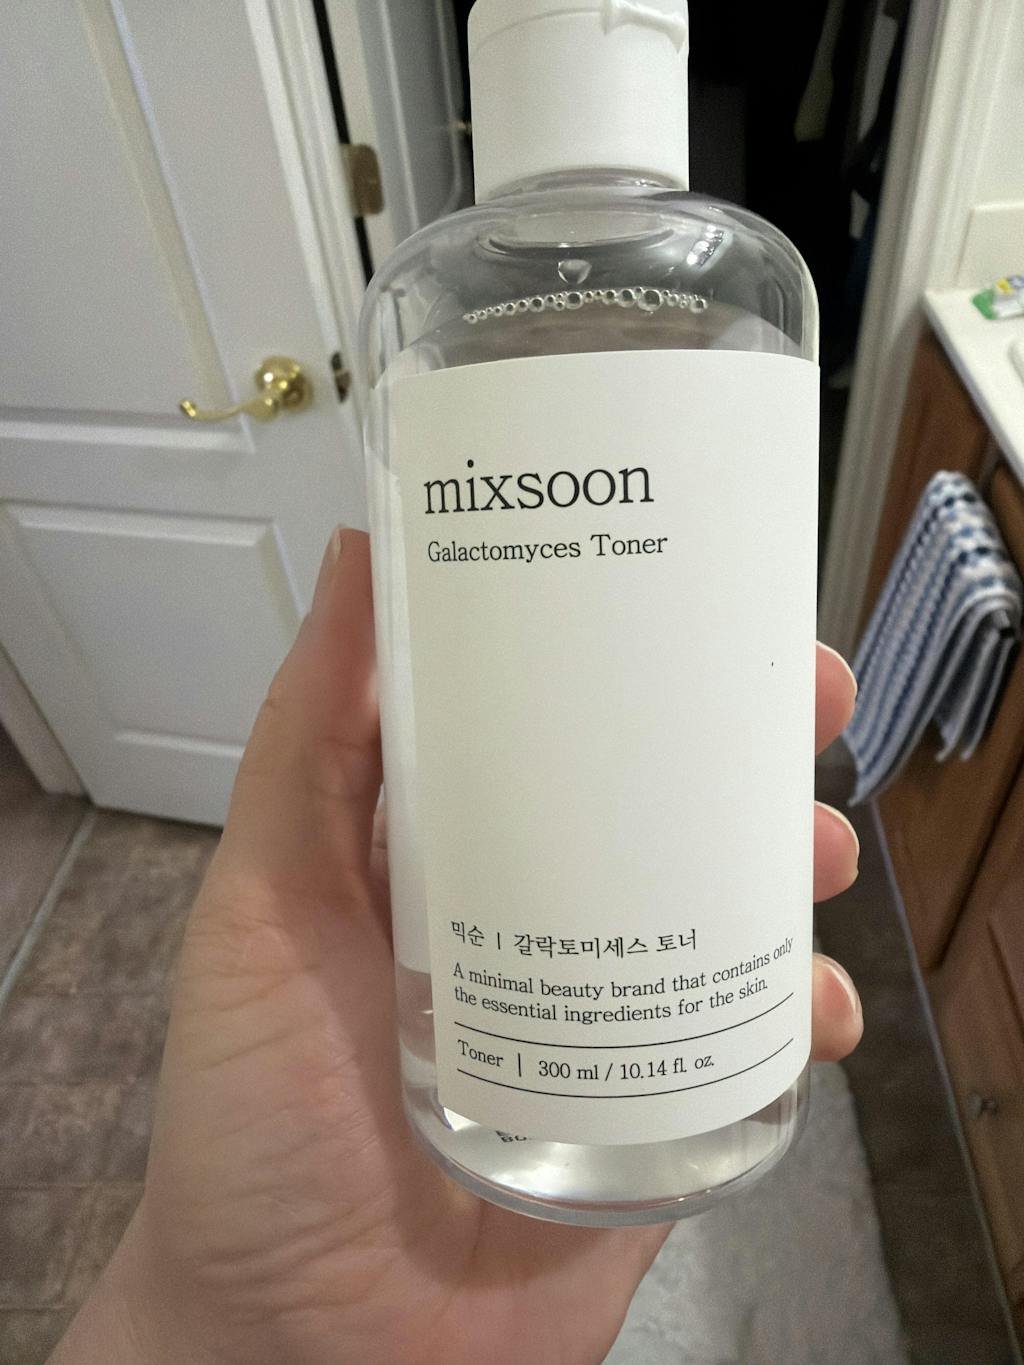 mixsoon
Galactomyces Toner
믹순 | 갈락토미세스 토너
A minimal beauty brand that contains only
the essential ingredients for the skin.
Toner | 300 ml / 10.14 fl. oz.